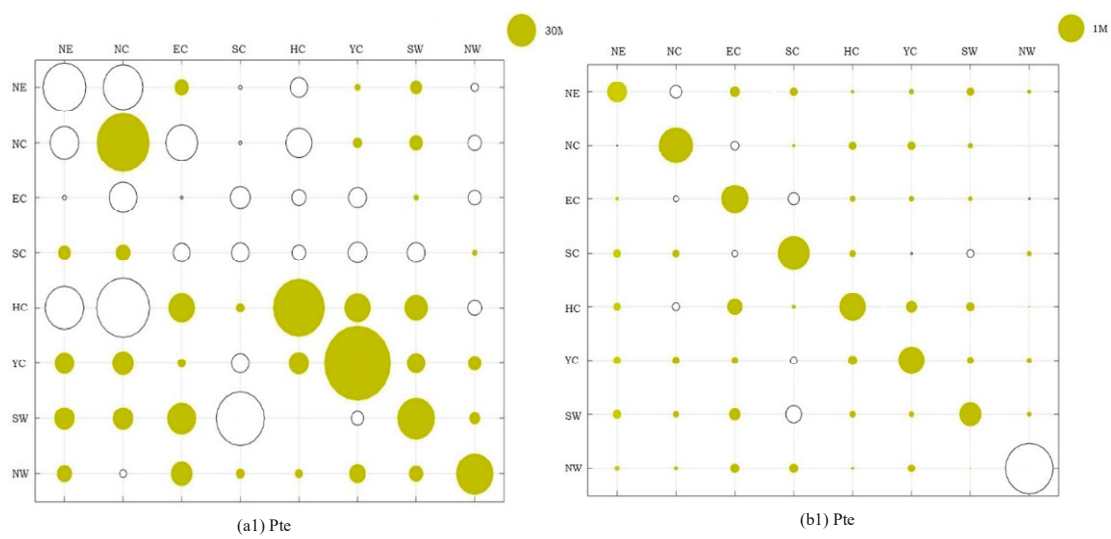 30M
NE NC EC SC HC YC SW NW
NE
NC
EC
SC
HC
YC
SW
NW
(a1) Pte
1M
NE NC EC SC HC YC SW NW
NE
NC
EC
SC
HC
YC
SW
NW
(b1) Pte